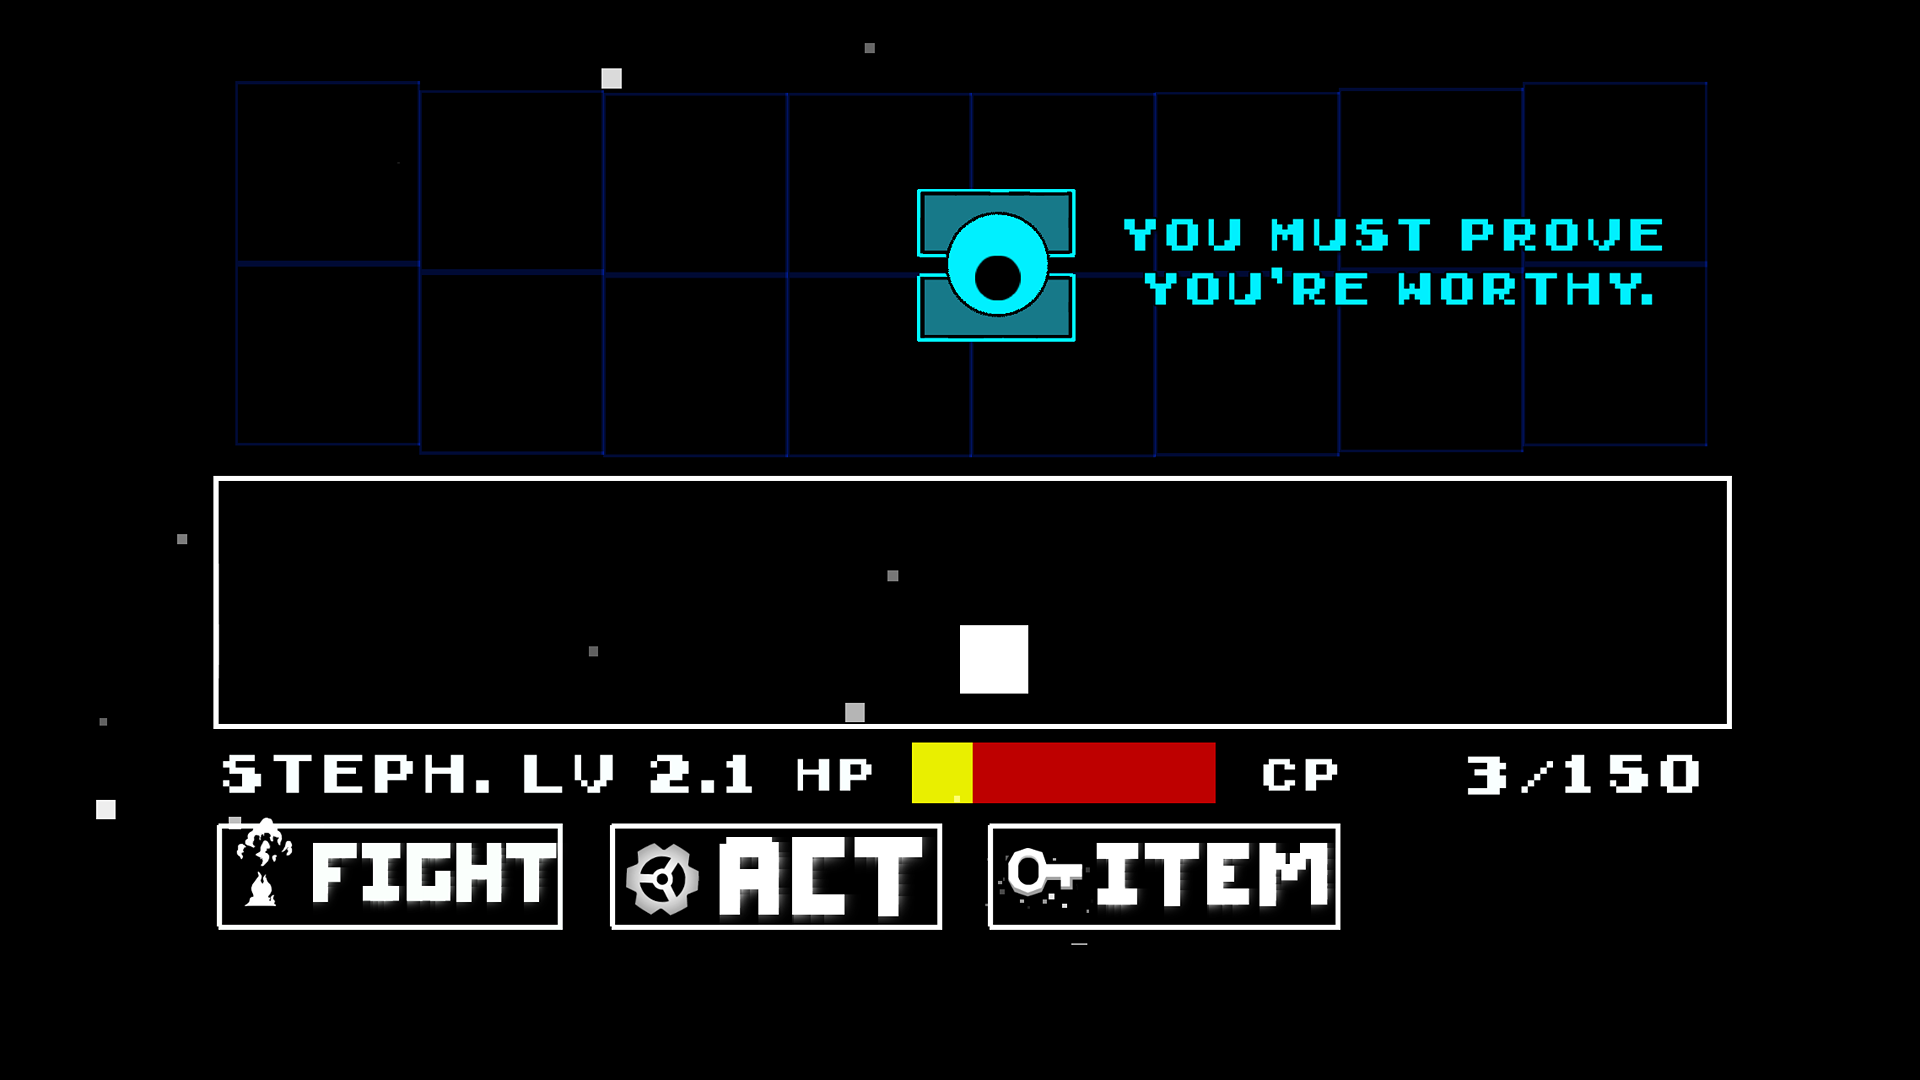 YOU MUST PROVE
YOU'RE WORTHY.
STEPH. LV 2.1 HP CP 3/150
FIGHT ACT ITEM